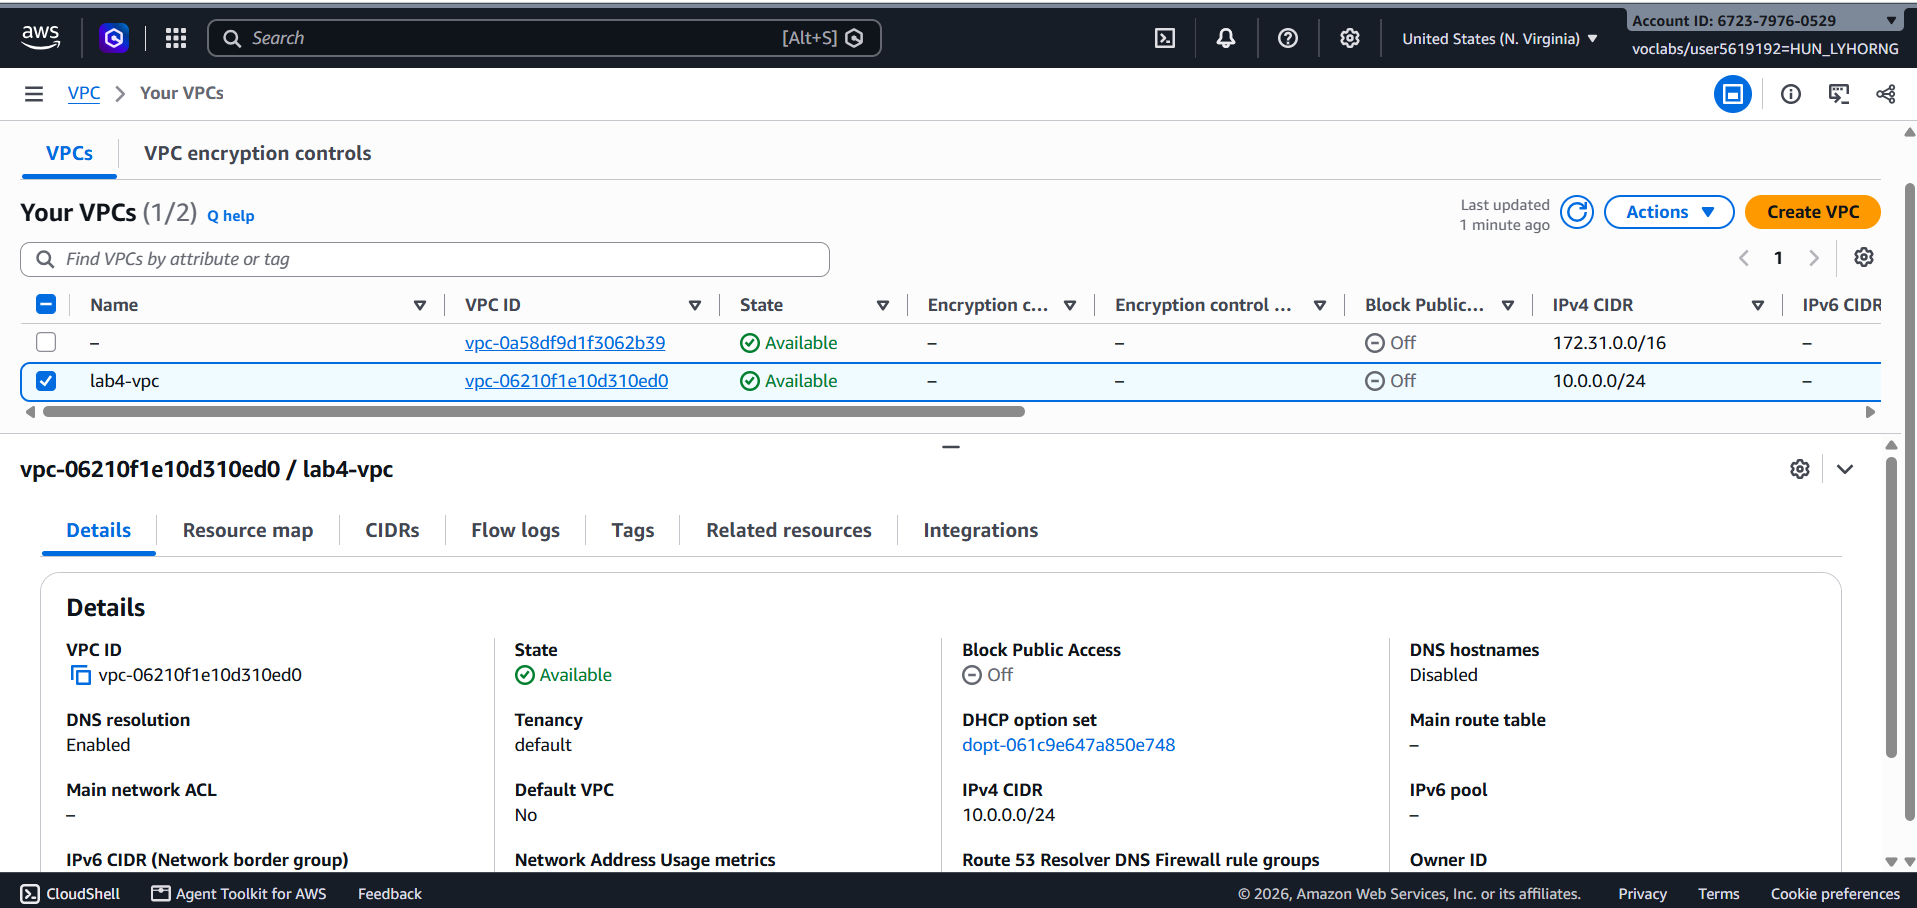 aws
Search [Alt+S]
United States (N. Virginia)
Account ID: 6723-7976-0529
voclabs/user5619192=HUN_LYHORNG
VPC Your VPCs
VPCs VPC encryption controls
Your VPCs (1/2) Q help
Last updated
1 minute ago
Actions
Create VPC
Find VPCs by attribute or tag
1
Name VPC ID State Encryption c... Encryption control ... Block Public... IPv4 CIDR IPv6 CIDR
– vpc-0a58df9d1f3062b39 Available – – Off 172.31.0.0/16 –
lab4-vpc vpc-06210f1e10d310ed0 Available – – Off 10.0.0.0/24 –
vpc-06210f1e10d310ed0 / lab4-vpc
Details Resource map CIDRs Flow logs Tags Related resources Integrations
Details
VPC ID State Block Public Access DNS hostnames
vpc-06210f1e10d310ed0 Available Off Disabled
DNS resolution Tenancy DHCP option set Main route table
Enabled default dopt-061c9e647a850e748 –
Main network ACL Default VPC IPv4 CIDR IPv6 pool
– No 10.0.0.0/24 –
IPv6 CIDR (Network border group) Network Address Usage metrics Route 53 Resolver DNS Firewall rule groups Owner ID
CloudShell Agent Toolkit for AWS Feedback © 2026, Amazon Web Services, Inc. or its affiliates. Privacy Terms Cookie preferences